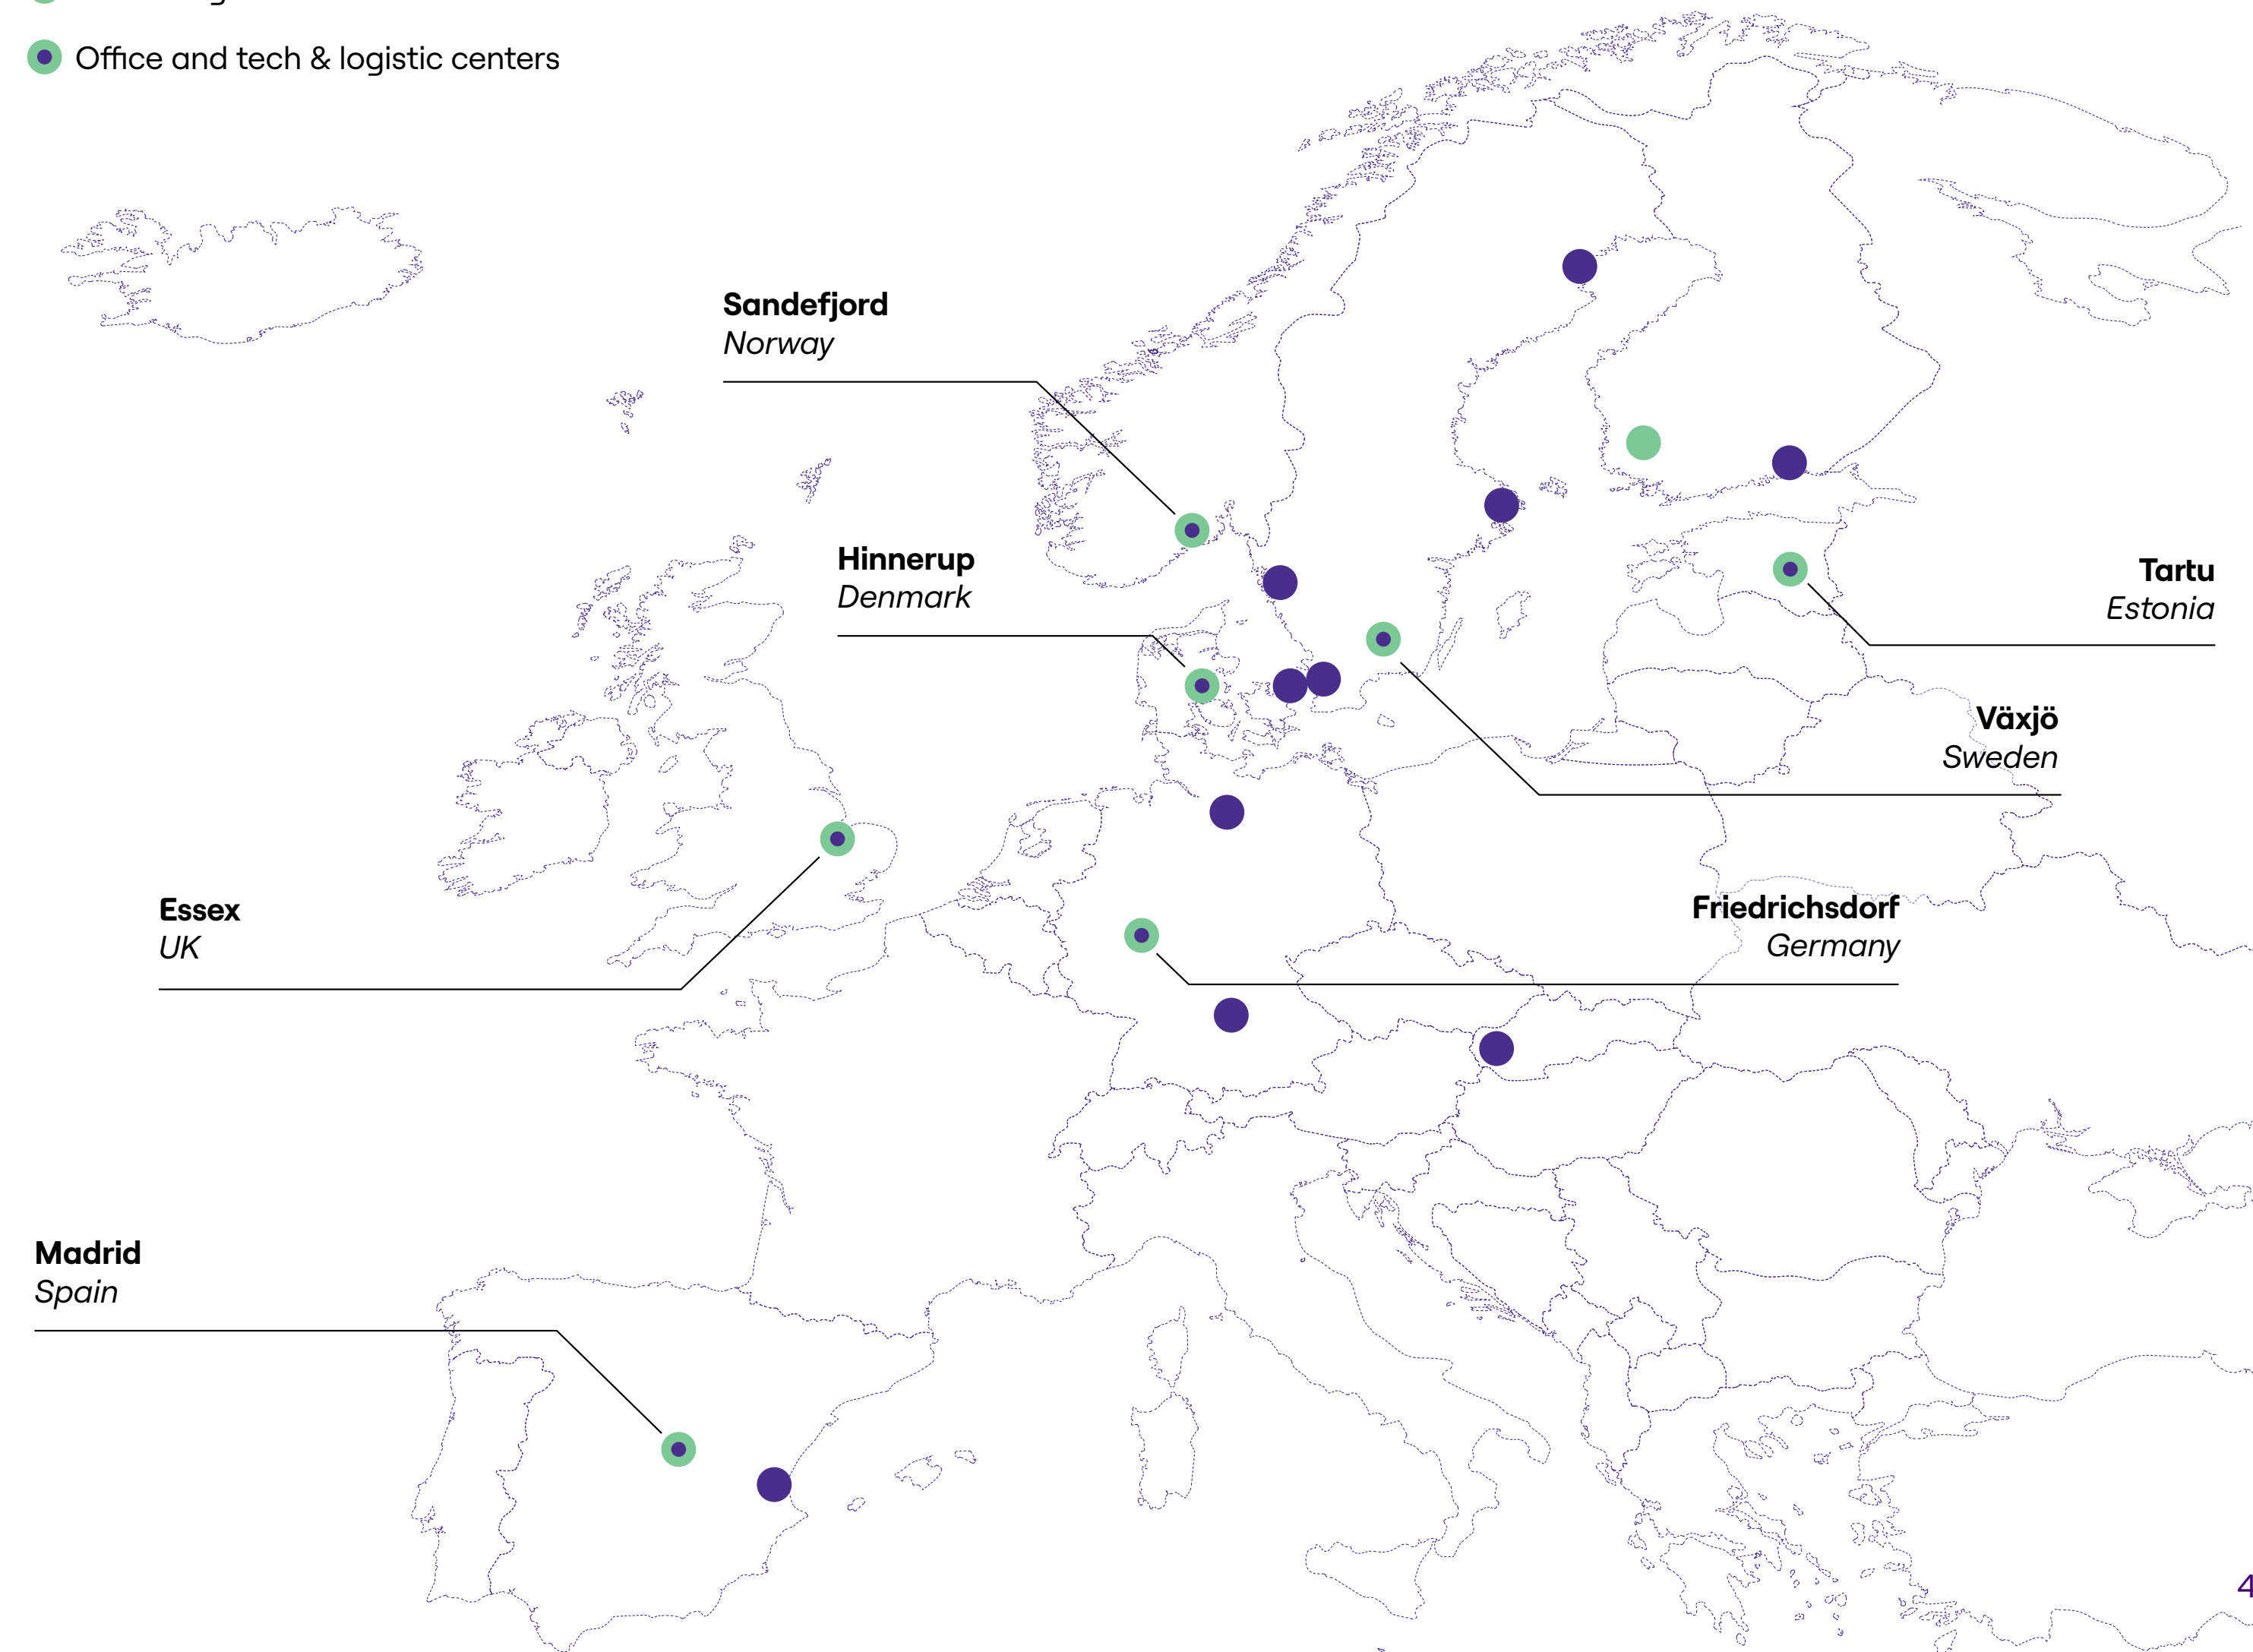 Office and tech & logistic centers
Sandefjord
Norway
Hinnerup
Denmark
Tartu
Estonia
Växjö
Sweden
Essex
UK
Friedrichsdorf
Germany
Madrid
Spain
4